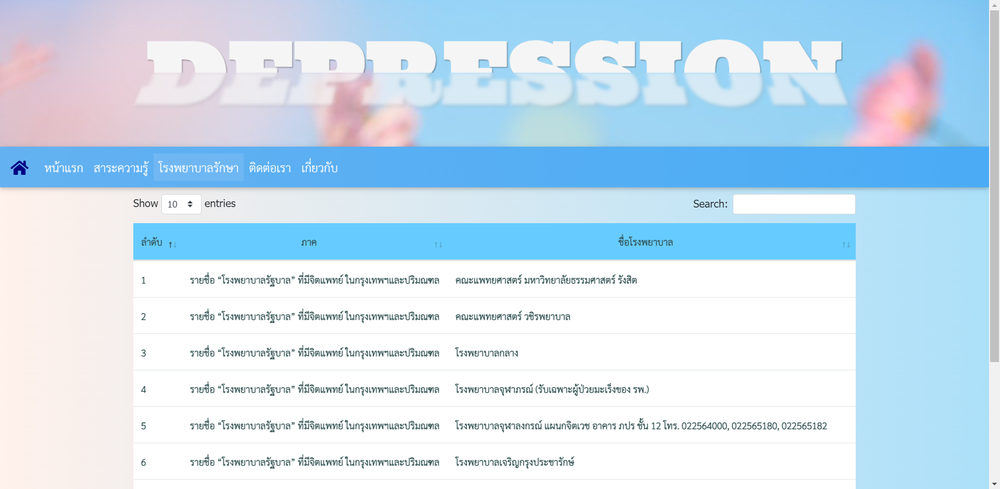 DEPRESSION
หน้าแรก สาระความรู้ โรงพยาบาลรักษา ติดต่อเรา เกี่ยวกับ
Show 10 entries Search:
ลำดับ ภาค ชื่อโรงพยาบาล
1 รายชื่อ “โรงพยาบาลรัฐบาล” ที่มีจิตแพทย์ ในกรุงเทพฯและปริมณฑล คณะแพทยศาสตร์ มหาวิทยาลัยธรรมศาสตร์ รังสิต
2 รายชื่อ “โรงพยาบาลรัฐบาล” ที่มีจิตแพทย์ ในกรุงเทพฯและปริมณฑล คณะแพทยศาสตร์ วชิรพยาบาล
3 รายชื่อ “โรงพยาบาลรัฐบาล” ที่มีจิตแพทย์ ในกรุงเทพฯและปริมณฑล โรงพยาบาลกลาง
4 รายชื่อ “โรงพยาบาลรัฐบาล” ที่มีจิตแพทย์ ในกรุงเทพฯและปริมณฑล โรงพยาบาลจุฬาภรณ์ (รับเฉพาะผู้ป่วยมะเร็งของ รพ.)
5 รายชื่อ “โรงพยาบาลรัฐบาล” ที่มีจิตแพทย์ ในกรุงเทพฯและปริมณฑล โรงพยาบาลจุฬาลงกรณ์ แผนกจิตเวช อาคาร ภปร ชั้น 12 โทร. 022564000, 022565180, 022565182
6 รายชื่อ “โรงพยาบาลรัฐบาล” ที่มีจิตแพทย์ ในกรุงเทพฯและปริมณฑล โรงพยาบาลเจริญกรุงประชารักษ์